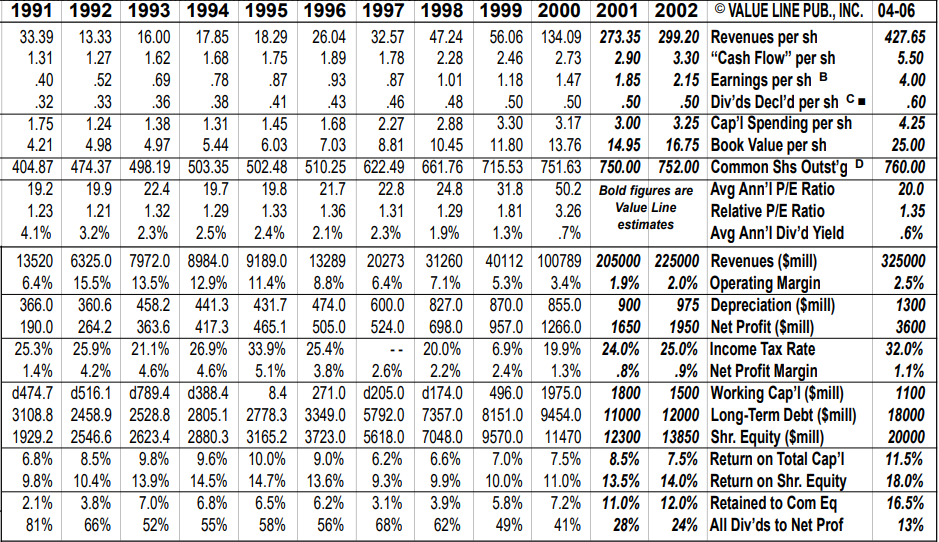 1991 1992 1993 1994 1995 1996 1997 1998 1999 2000 2001 2002 © VALUE LINE PUB., INC. 04-06
33.39 13.33 16.00 17.85 18.29 26.04 32.57 47.24 56.06 134.09 273.35 299.20 Revenues per sh 427.65
1.31 1.27 1.62 1.68 1.75 1.89 1.78 2.28 2.46 2.73 2.90 3.30 “Cash Flow” per sh 5.50
.40 .52 .69 .78 .87 .93 .87 1.01 1.18 1.47 1.85 2.15 Earnings per sh B 4.00
.32 .33 .36 .38 .41 .43 .46 .48 .50 .50 .50 .50 Div’ds Decl’d per sh C ■ .60
1.75 1.24 1.38 1.31 1.45 1.68 2.27 2.88 3.30 3.17 3.00 3.25 Cap’l Spending per sh 4.25
4.21 4.98 4.97 5.44 6.03 7.03 8.81 10.45 11.80 13.76 14.95 16.75 Book Value per sh 25.00
404.87 474.37 498.19 503.35 502.48 510.25 622.49 661.76 715.53 751.63 750.00 752.00 Common Shs Outst’g D 760.00
19.2 19.9 22.4 19.7 19.8 21.7 22.8 24.8 31.8 50.2 Bold figures are Avg Ann’l P/E Ratio 20.0
1.23 1.21 1.32 1.29 1.33 1.36 1.31 1.29 1.81 3.26 Value Line Relative P/E Ratio 1.35
4.1% 3.2% 2.3% 2.5% 2.4% 2.1% 2.3% 1.9% 1.3% .7% estimates Avg Ann’l Div’d Yield .6%
13520 6325.0 7972.0 8984.0 9189.0 13289 20273 31260 40112 100789 205000 225000 Revenues ($mill) 325000
6.4% 15.5% 13.5% 12.9% 11.4% 8.8% 6.4% 7.1% 5.3% 3.4% 1.9% 2.0% Operating Margin 2.5%
366.0 360.6 458.2 441.3 431.7 474.0 600.0 827.0 870.0 855.0 900 975 Depreciation ($mill) 1300
190.0 264.2 363.6 417.3 465.1 505.0 524.0 698.0 957.0 1266.0 1650 1950 Net Profit ($mill) 3600
25.3% 25.9% 21.1% 26.9% 33.9% 25.4% - - 20.0% 6.9% 19.9% 24.0% 25.0% Income Tax Rate 32.0%
1.4% 4.2% 4.6% 4.6% 5.1% 3.8% 2.6% 2.2% 2.4% 1.3% .8% .9% Net Profit Margin 1.1%
d474.7 d516.1 d789.4 d388.4 8.4 271.0 d205.0 d174.0 496.0 1975.0 1800 1500 Working Cap’l ($mill) 1100
3108.8 2458.9 2528.8 2805.1 2778.3 3349.0 5792.0 7357.0 8151.0 9454.0 11000 12000 Long-Term Debt ($mill) 18000
1929.2 2546.6 2623.4 2880.3 3165.2 3723.0 5618.0 7048.0 9570.0 11470 12300 13850 Shr. Equity ($mill) 20000
6.8% 8.5% 9.8% 9.6% 10.0% 9.0% 6.2% 6.6% 7.0% 7.5% 8.5% 7.5% Return on Total Cap’l 11.5%
9.8% 10.4% 13.9% 14.5% 14.7% 13.6% 9.3% 9.9% 10.0% 11.0% 13.5% 14.0% Return on Shr. Equity 18.0%
2.1% 3.8% 7.0% 6.8% 6.5% 6.2% 3.1% 3.9% 5.8% 7.2% 11.0% 12.0% Retained to Com Eq 16.5%
81% 66% 52% 55% 58% 56% 68% 62% 49% 41% 28% 24% All Div’ds to Net Prof 13%